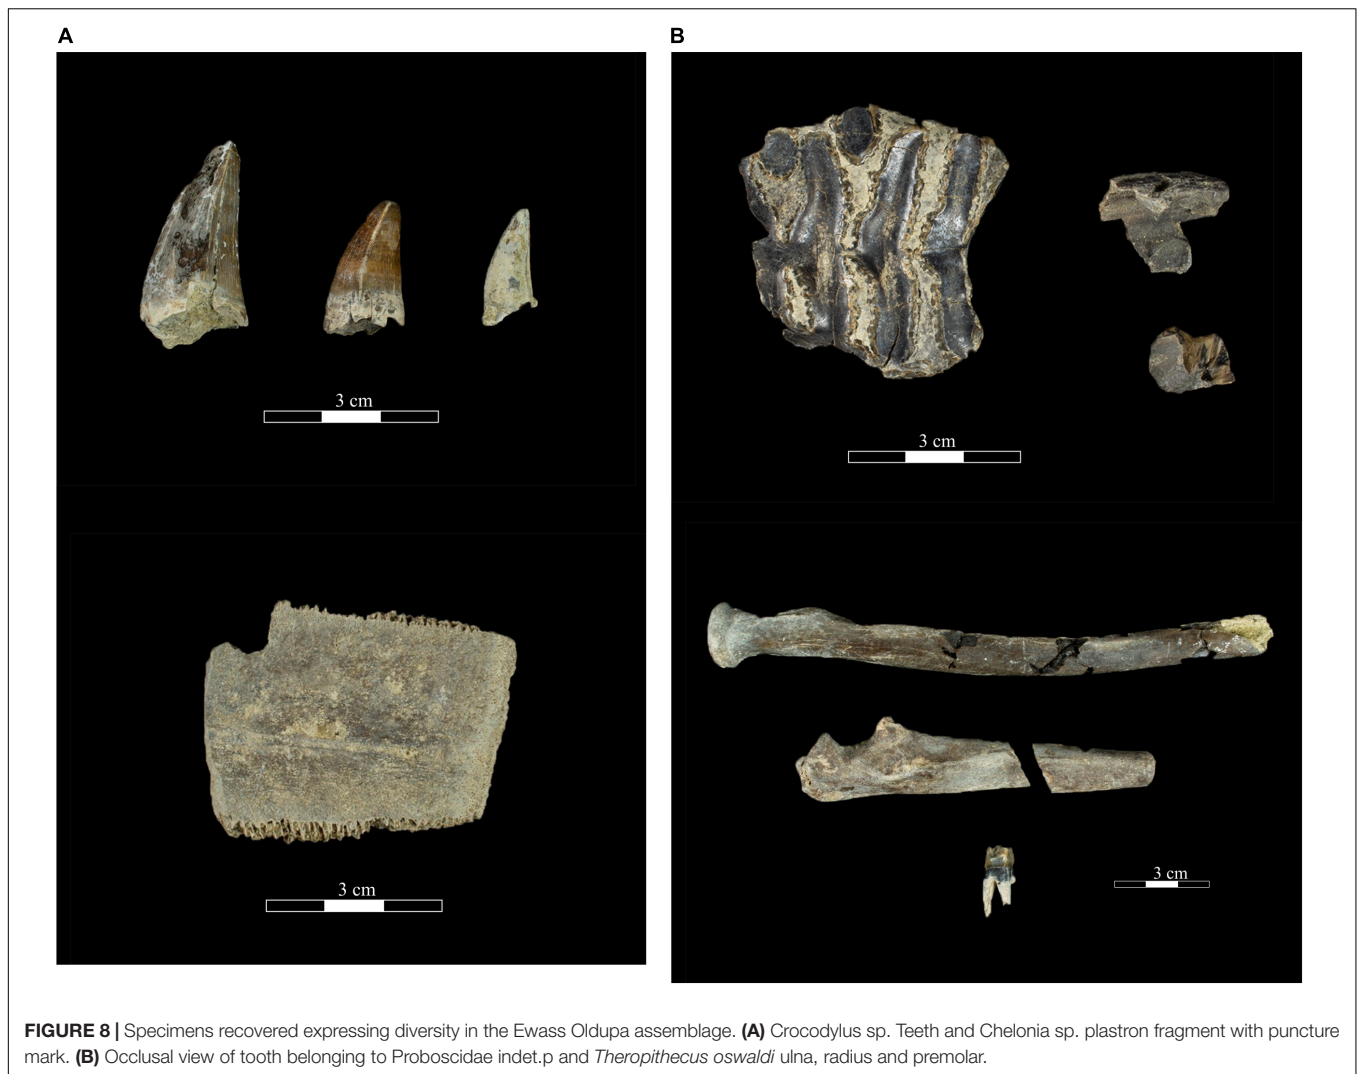 A
B
3 cm
3 cm
3 cm
3 cm
FIGURE 8 | Specimens recovered expressing diversity in the Ewass Oldupa assemblage. (A) Crocodylus sp. Teeth and Chelonia sp. plastron fragment with puncture
mark. (B) Occlusal view of tooth belonging to Proboscidae indet.p and Theropithecus oswaldi ulna, radius and premolar.